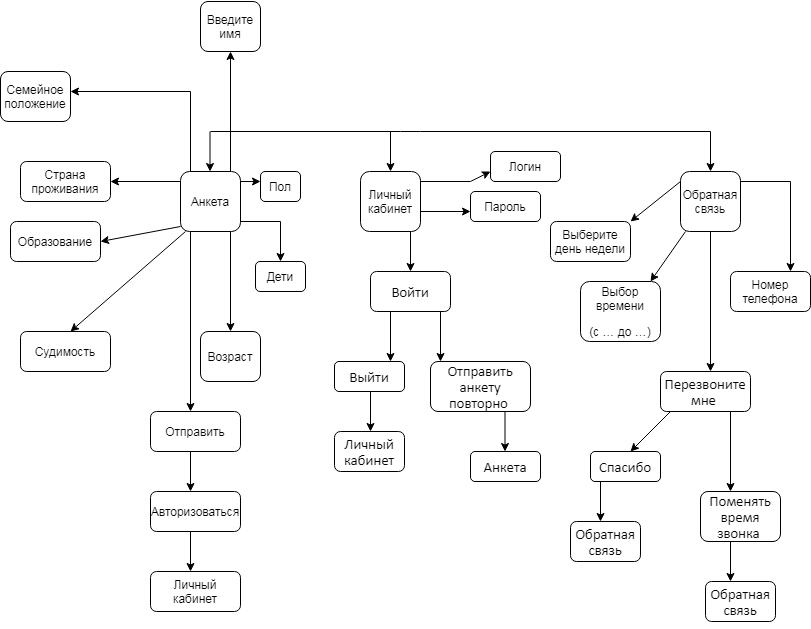 Введите
имя
Семейное
положение
Страна
проживания
Анкета
Пол
Образование
Дети
Судимость
Возраст
Отправить
Авторизоваться
Личный
кабинет
Личный
кабинет
Логин
Пароль
Войти
Выйти
Отправить
анкету
повторно
Личный
кабинет
Анкета
Обратная
связь
Выберите
день недели
Выбор
времени
(с ... до ...)
Номер
телефона
Перезвоните
мне
Спасибо
Поменять
время
звонка
Обратная
связь
Обратная
связь